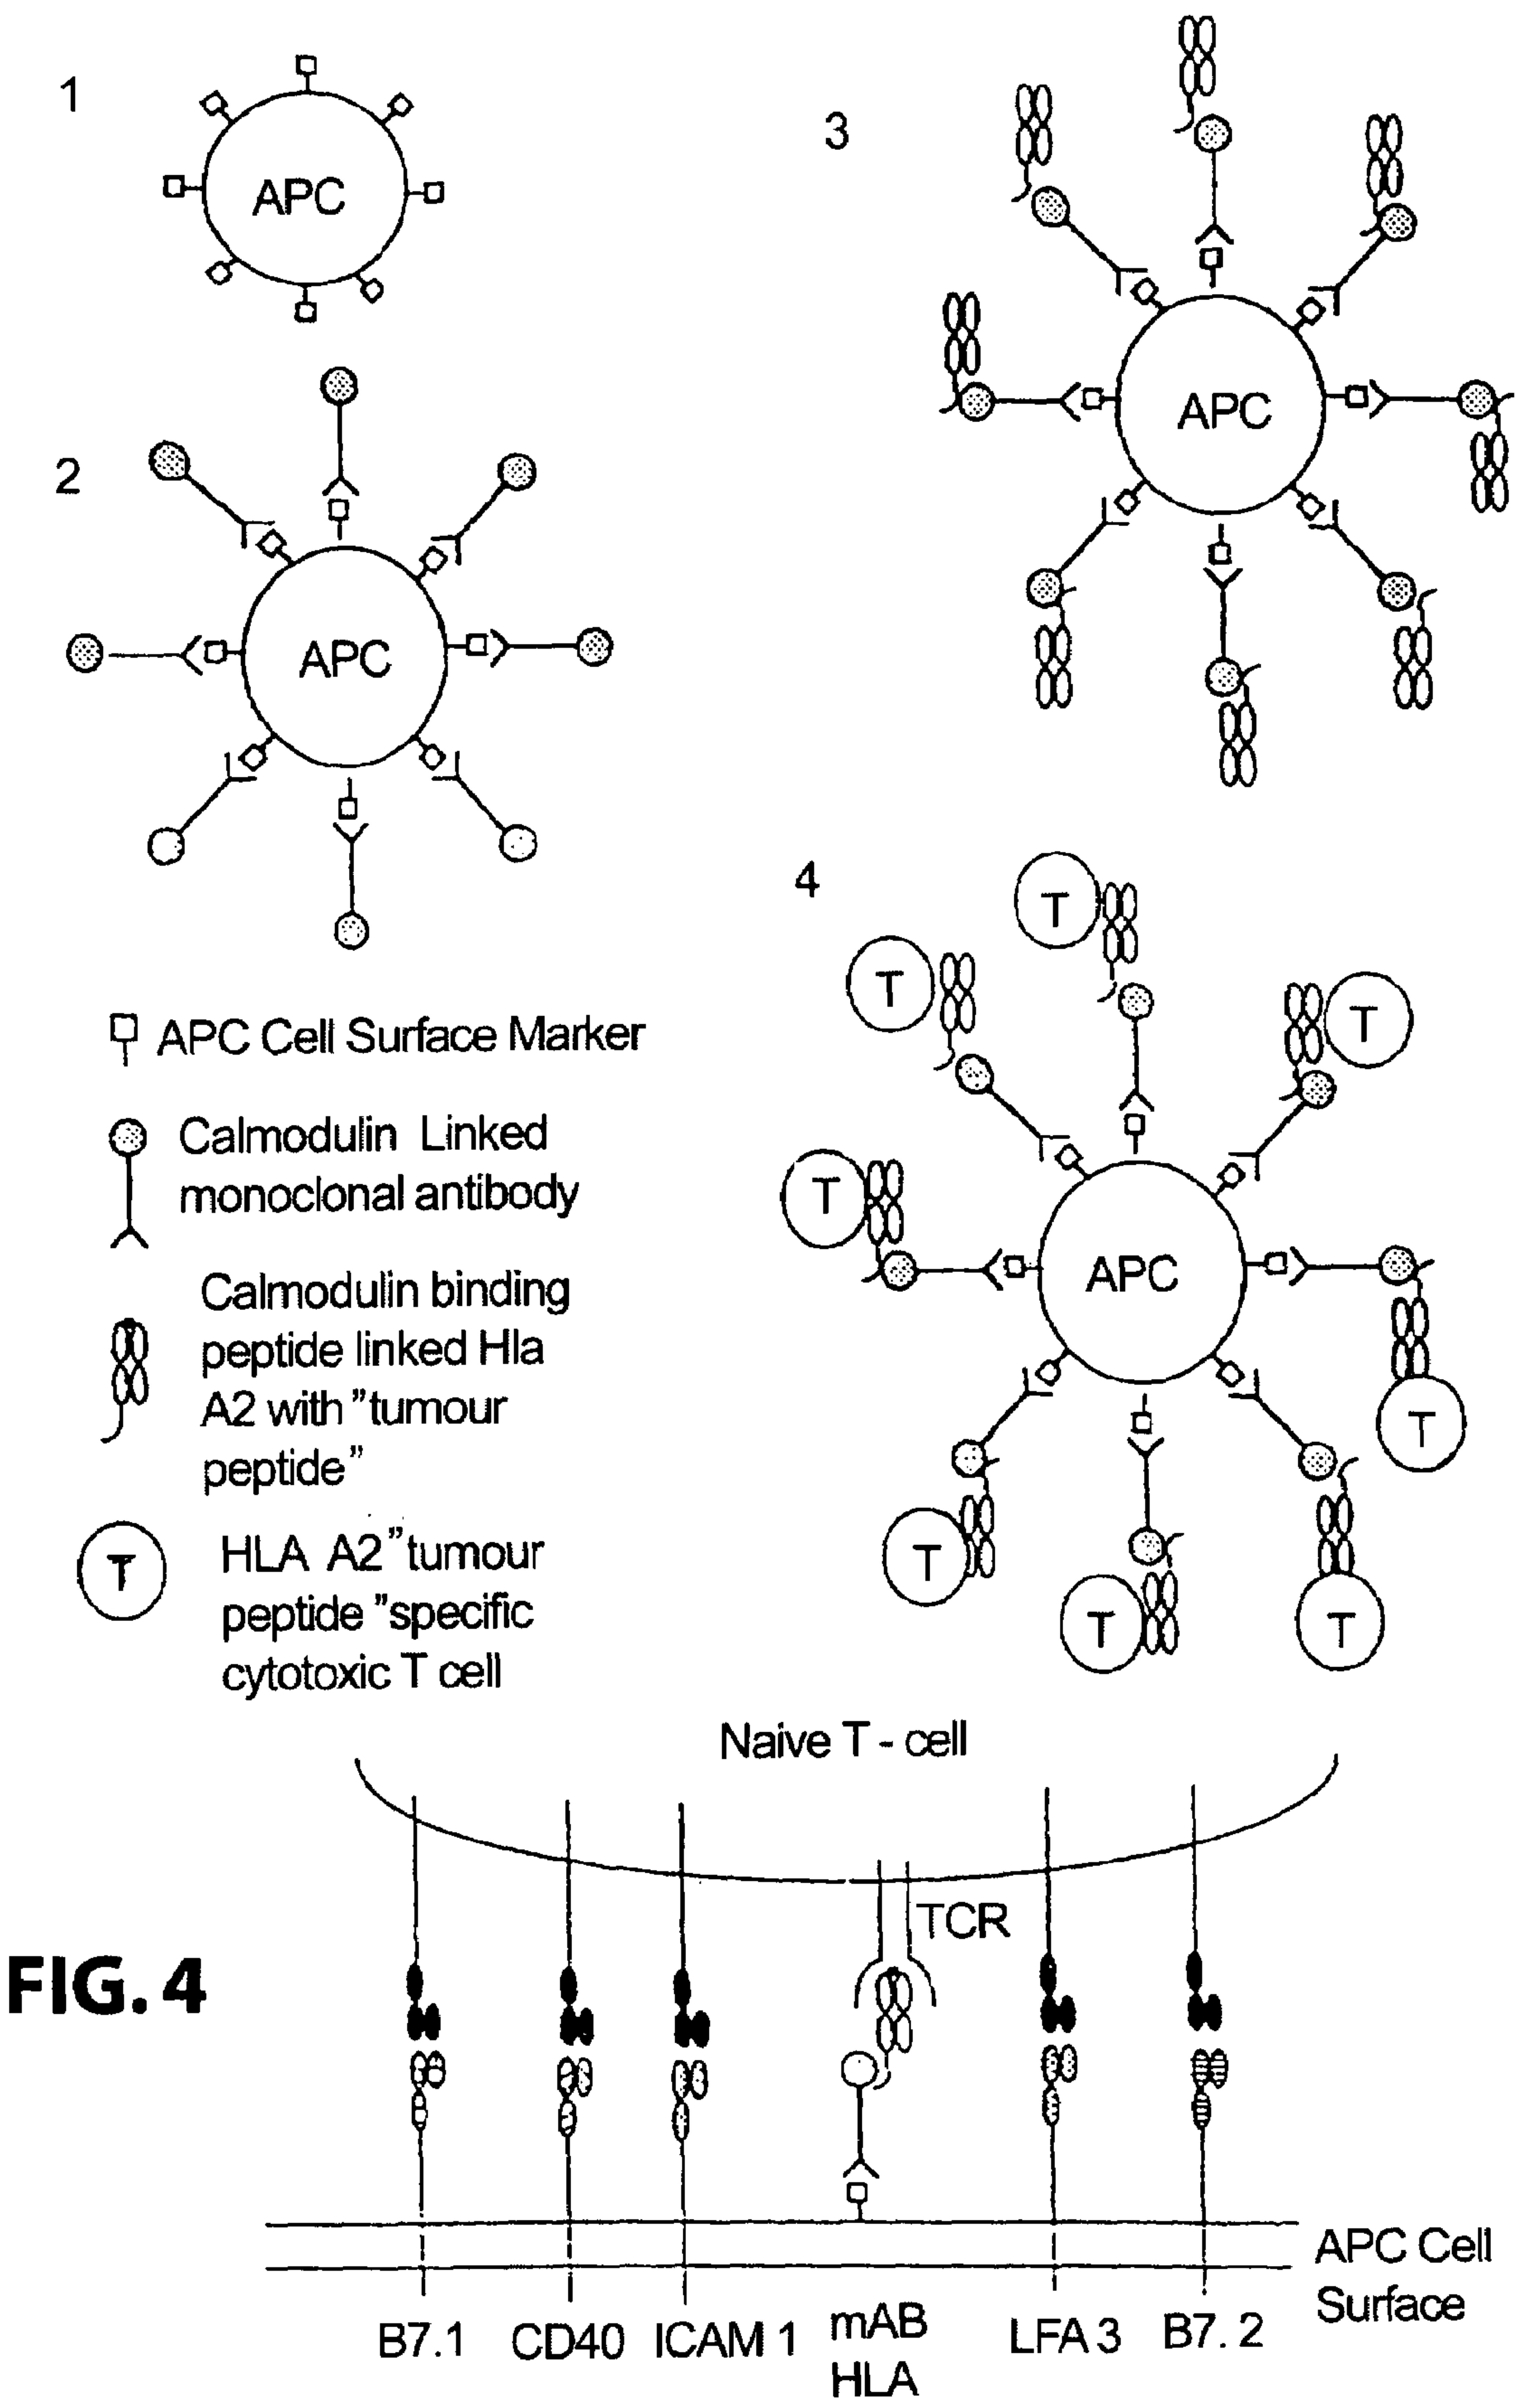 1
APC
2
APC
3
APC
4
T
T
T
T
APC
T
T
T
T
APC Cell Surface Marker
Calmodulin Linked
monoclonal antibody
Calmodulin binding
peptide linked Hla
A2 with "tumour
peptide"
T
HLA A2 "tumour
peptide "specific
cytotoxic T cell
Naive T - cell
TCR
FIG. 4
APC Cell
Surface
B7.1
CD40
ICAM 1
mAB
HLA
LFA 3
B7. 2